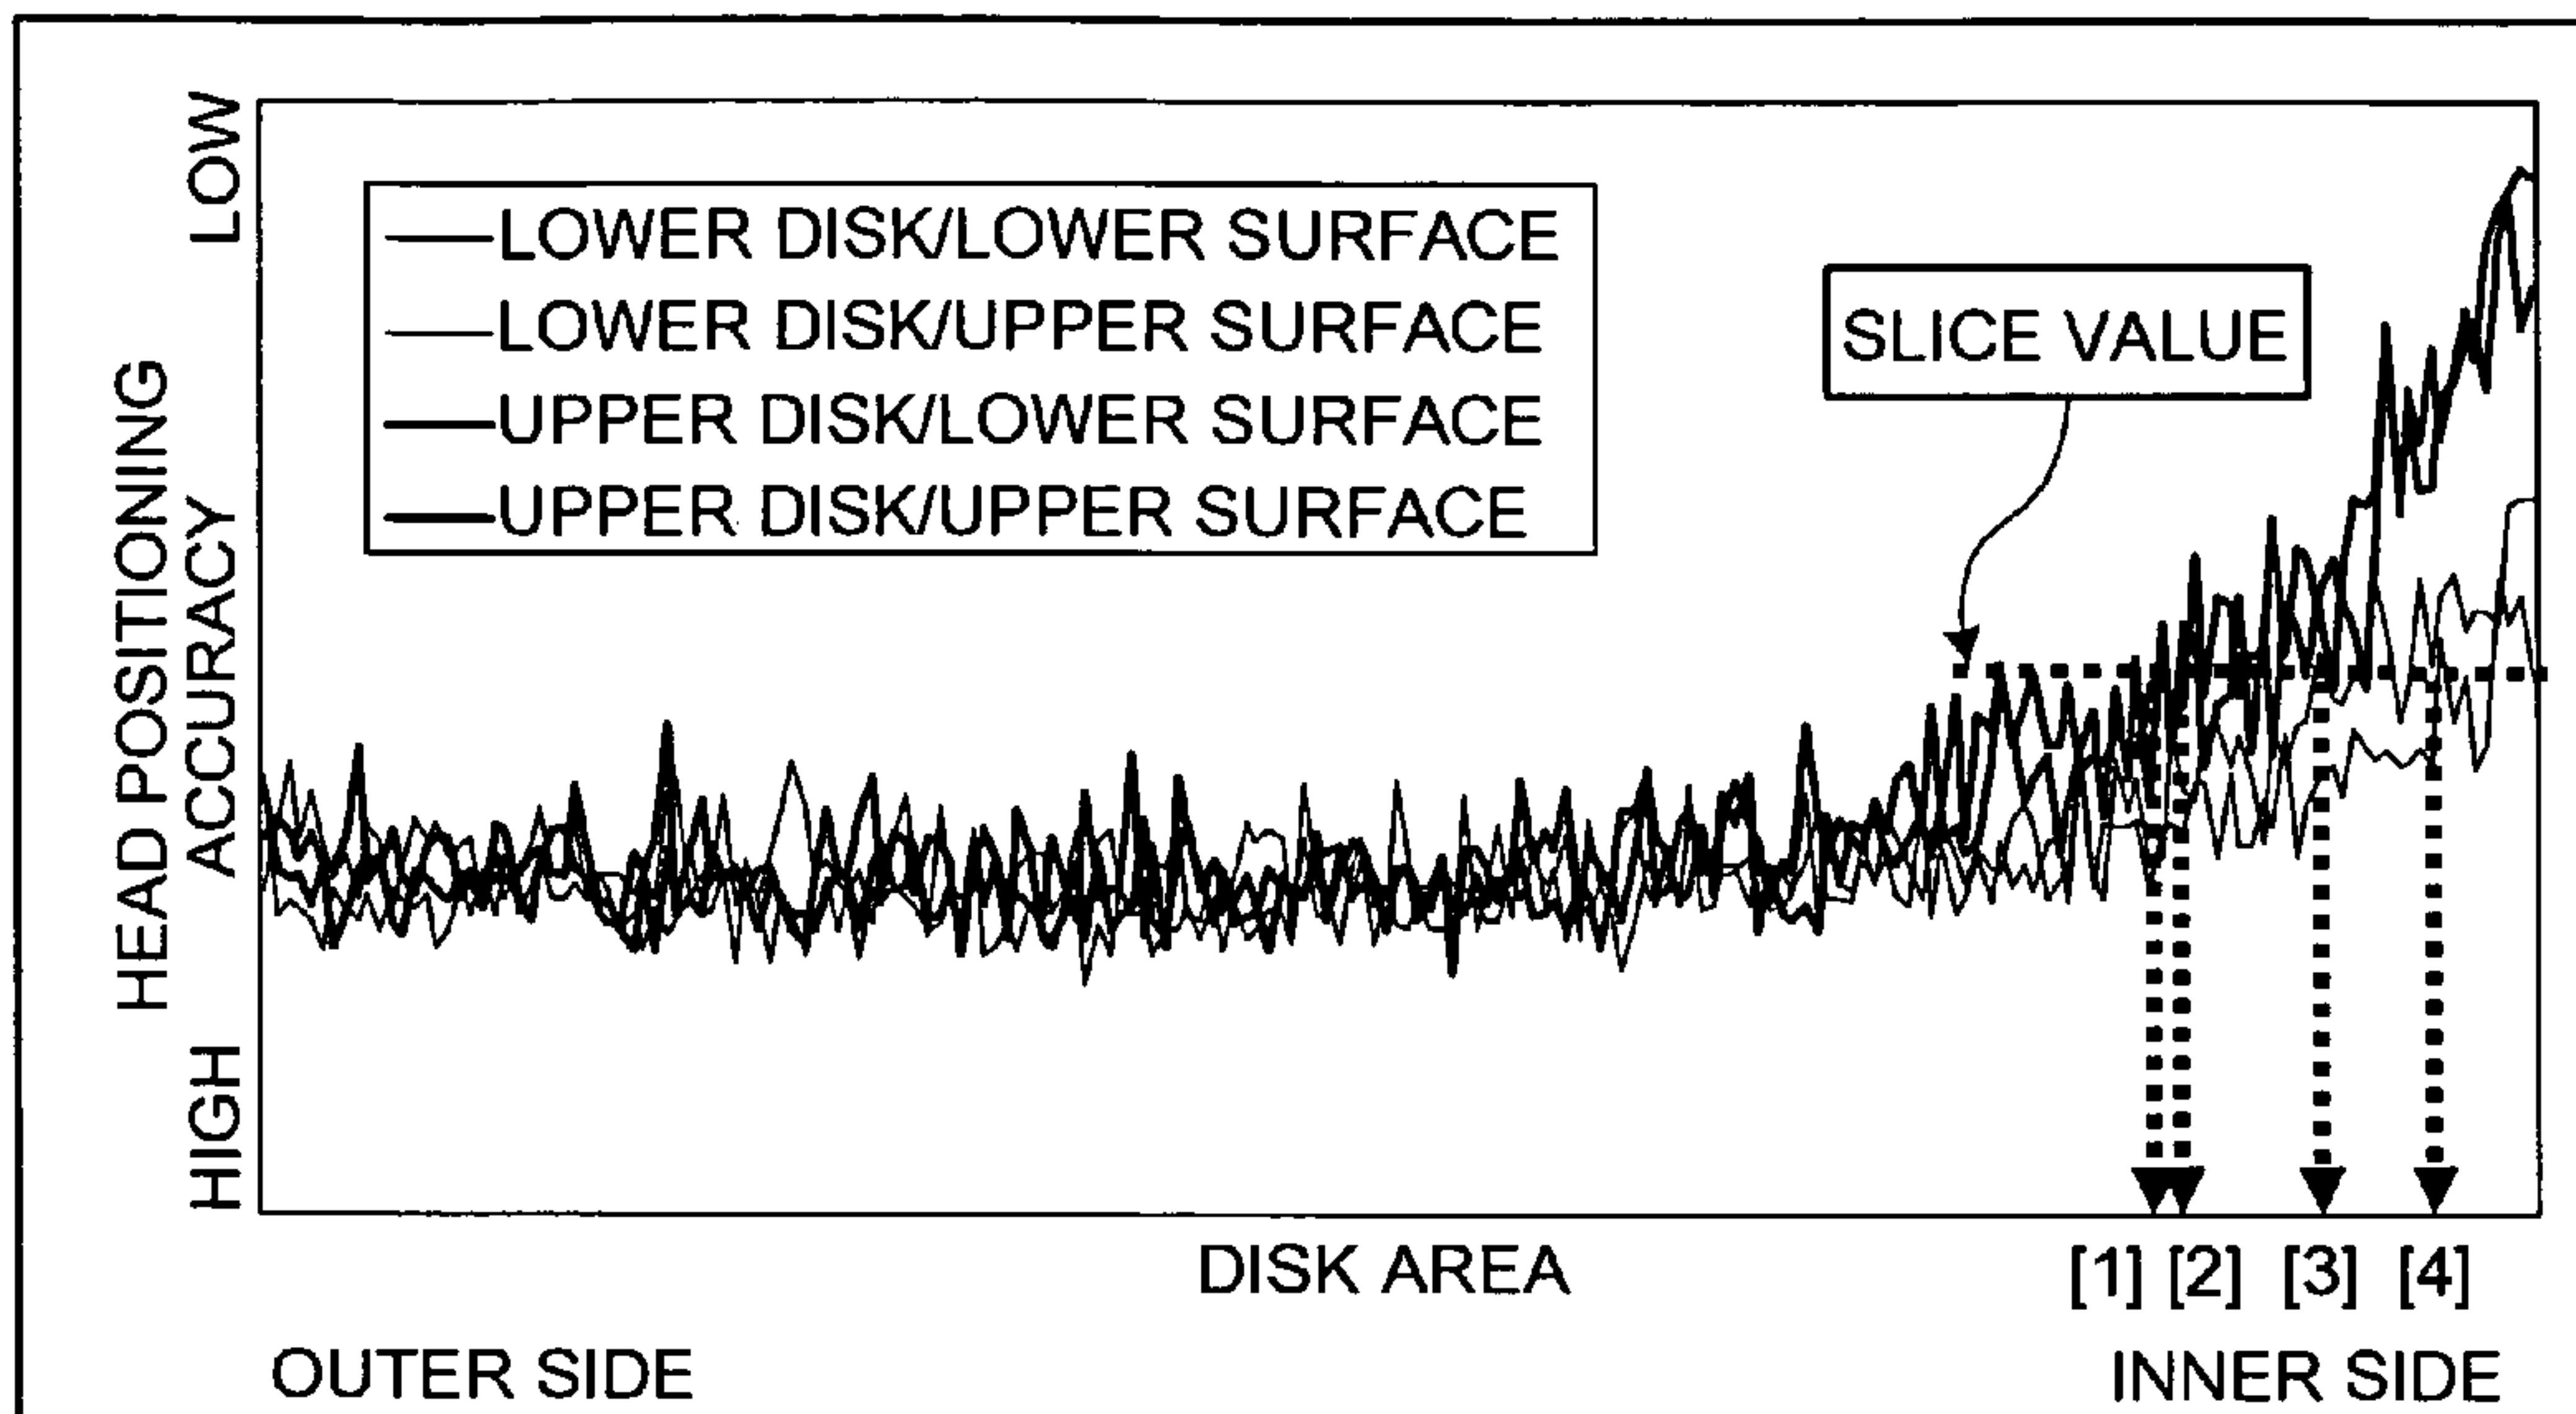 LOW
HEAD POSITIONING
ACCURACY
HIGH
LOWER DISK/LOWER SURFACE
LOWER DISK/UPPER SURFACE
UPPER DISK/LOWER SURFACE
UPPER DISK/UPPER SURFACE
SLICE VALUE
DISK AREA
[1] [2] [3] [4]
OUTER SIDE
INNER SIDE